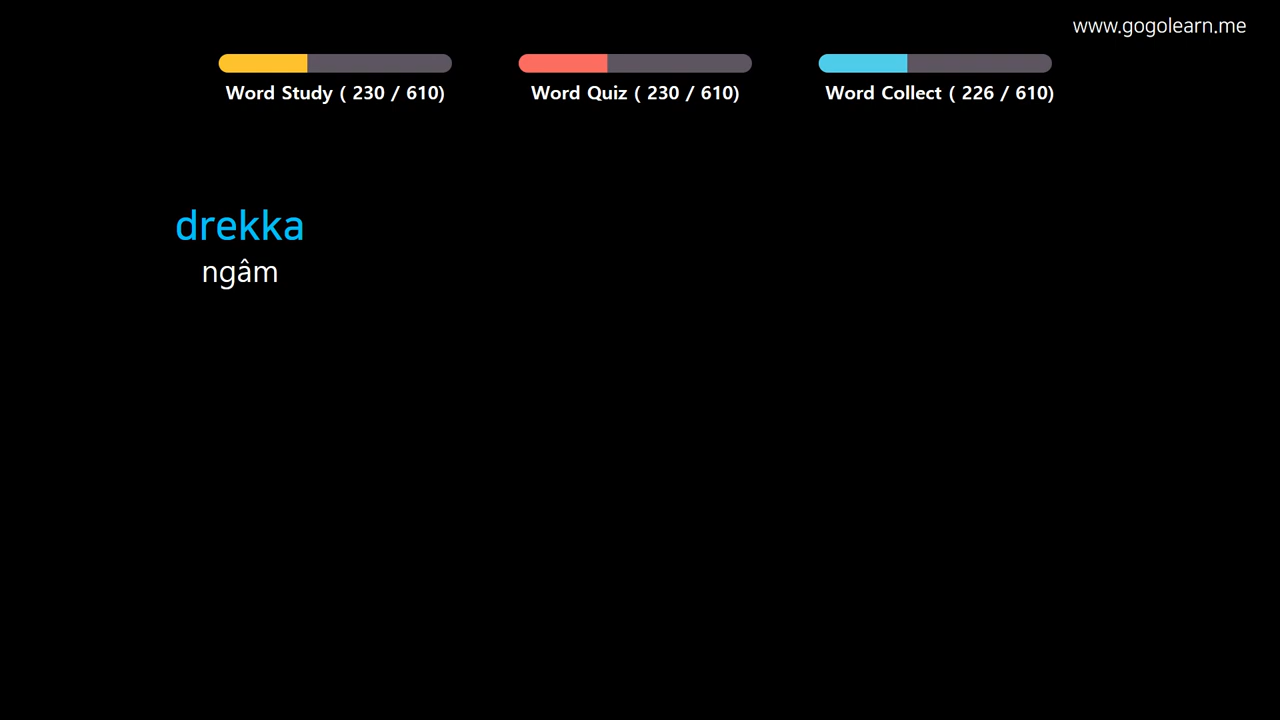 www.gogolearn.me
Word Study ( 230 / 610)
Word Quiz ( 230 / 610)
Word Collect ( 226 / 610)
drekka
ngâm